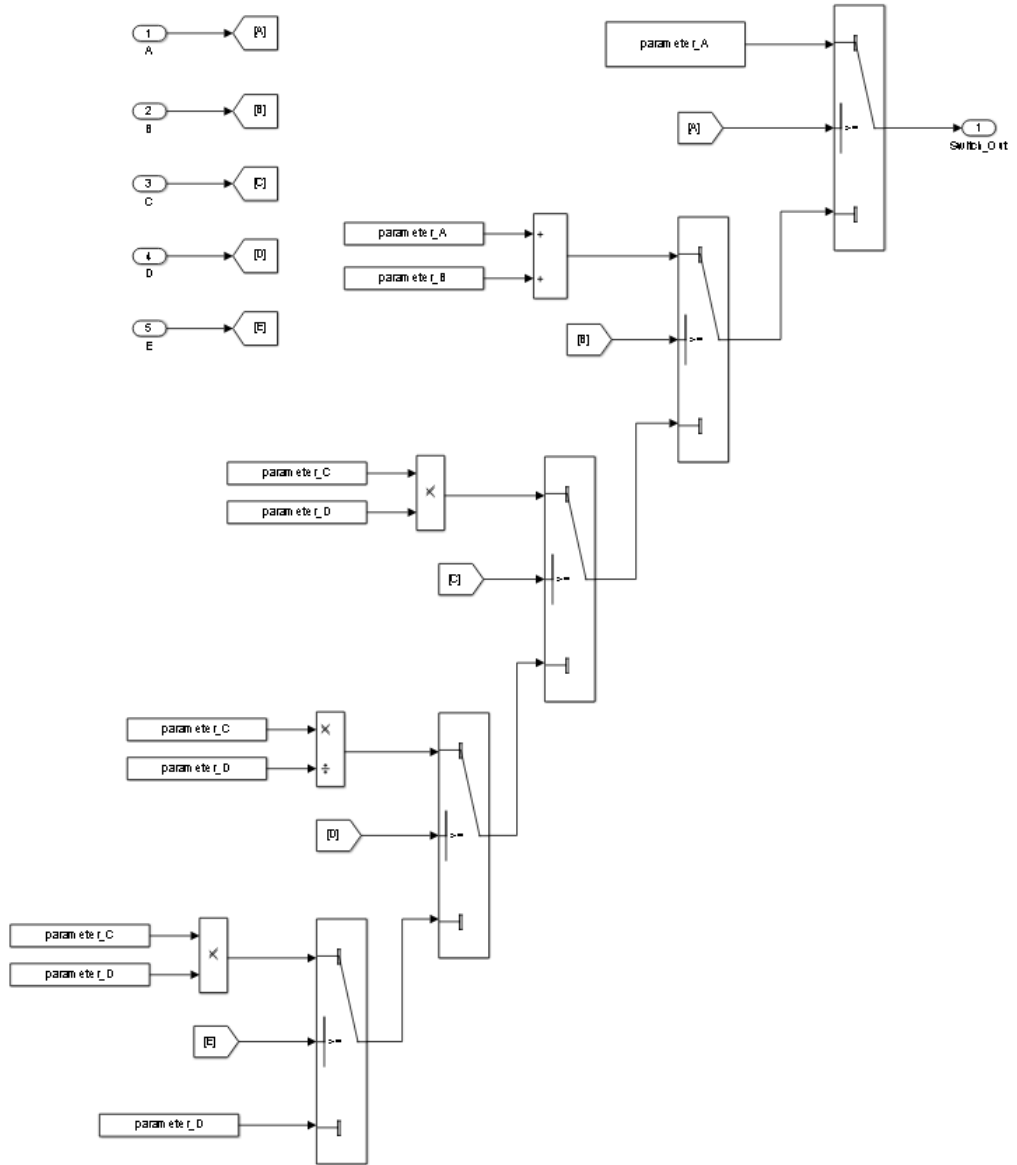 1
A
[A]
2
B
[B]
3
C
[C]
4
D
[D]
5
E
[E]
parameter_A
[A]
>=
1
Switch_Out
parameter_A
+
parameter_B
+
[B]
>=
parameter_C
×
parameter_D
[C]
>=
parameter_C
×
parameter_D
÷
[D]
>=
parameter_C
×
parameter_D
[E]
>=
parameter_D